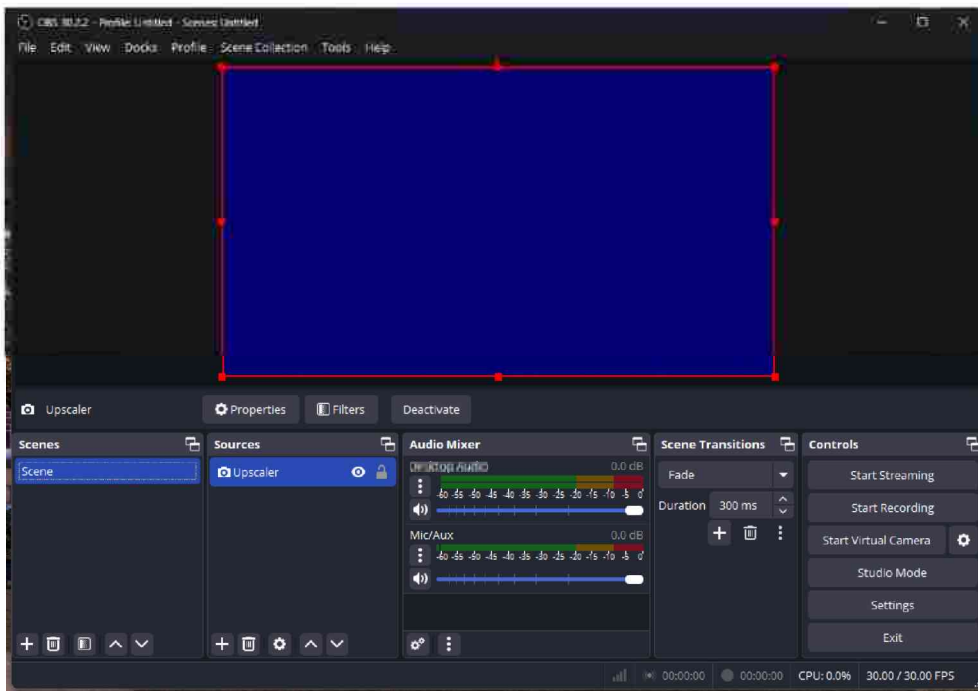 OBS 30.2.2 - Profile: Untitled - Scenes: Untitled
File Edit View Docks Profile Scene Collection Tools Help
Upscaler Properties Filters Deactivate
Scenes
Scene
Sources
Upscaler
Audio Mixer
Desktop Audio 0.0 dB
-60 -55 -50 -45 -40 -35 -30 -25 -20 -15 -10 -5 0
Mic/Aux 0.0 dB
-60 -55 -50 -45 -40 -35 -30 -25 -20 -15 -10 -5 0
Scene Transitions
Fade
Duration 300 ms
Controls
Start Streaming
Start Recording
Start Virtual Camera
Studio Mode
Settings
Exit
00:00:00 00:00:00 CPU: 0.0% 30.00 / 30.00 FPS